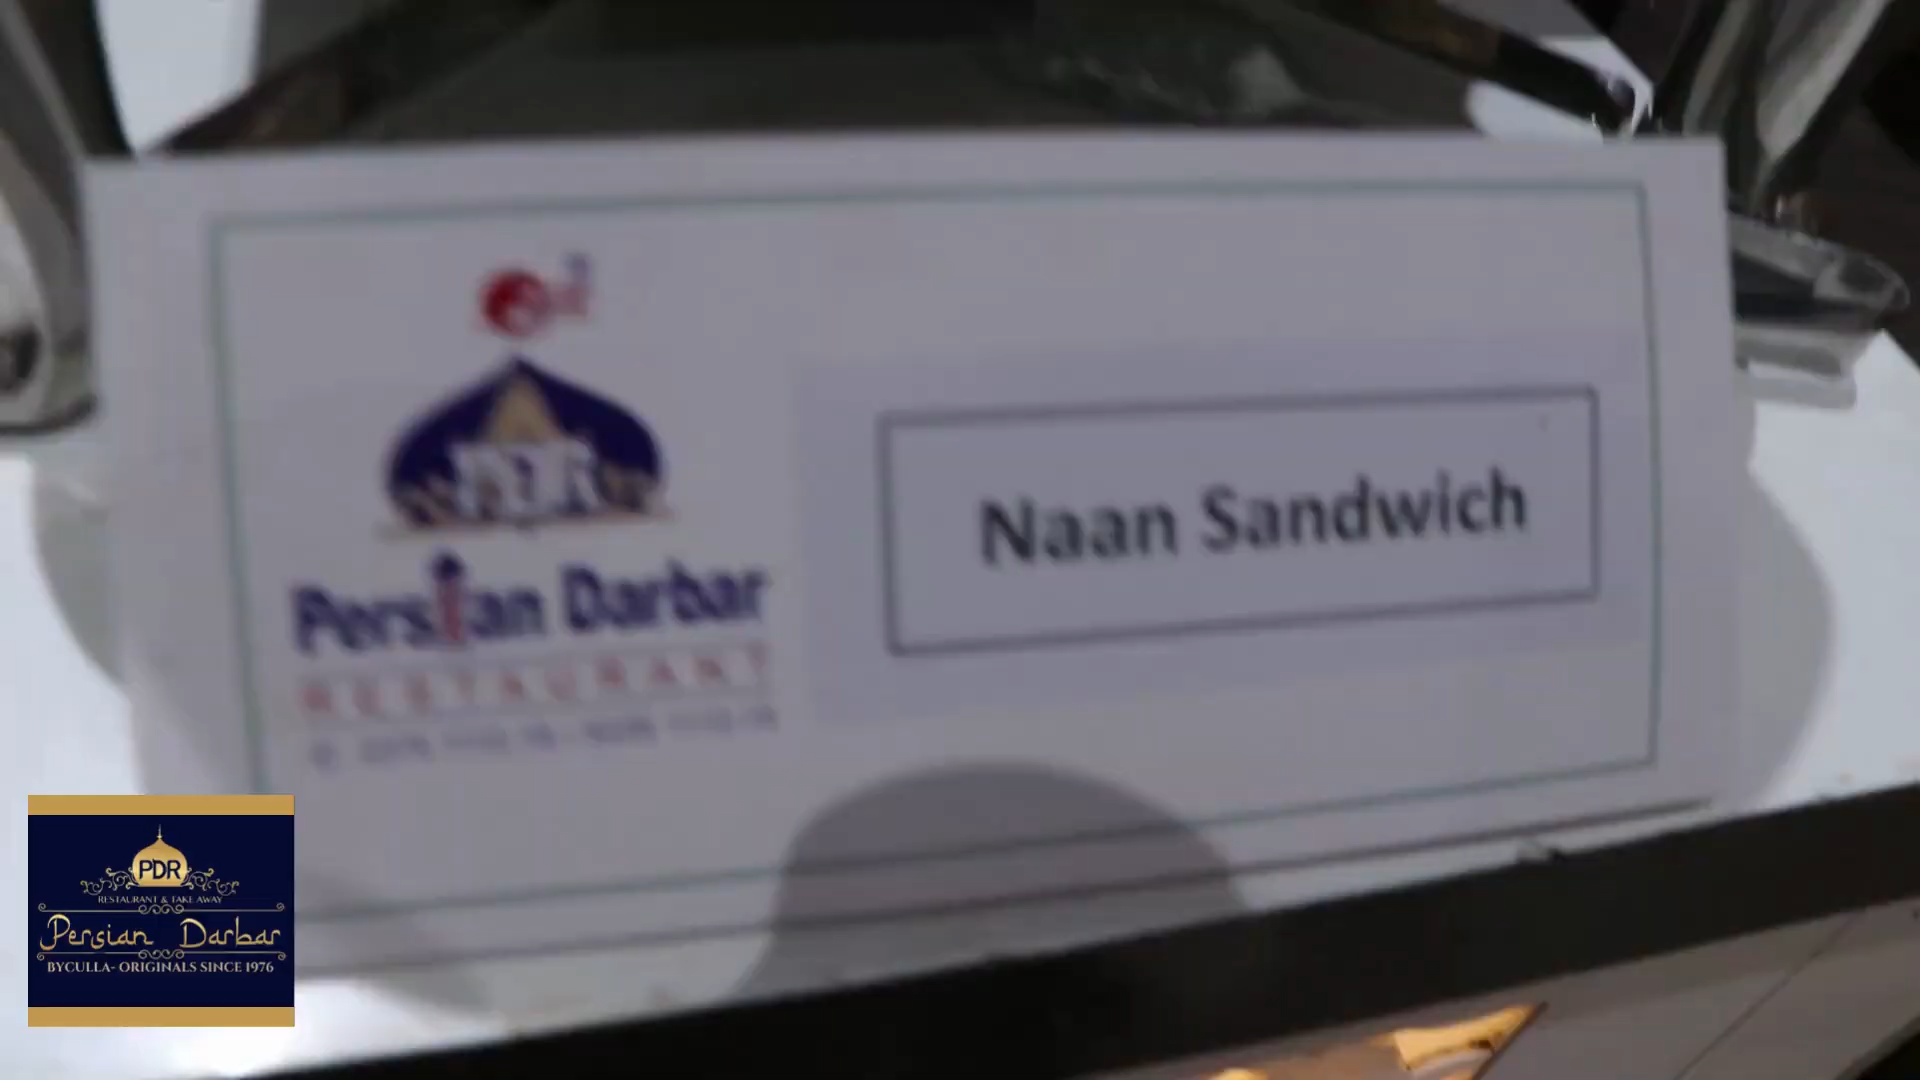 Persian Darbar
RESTAURANT
Naan Sandwich
PDR
RESTAURANT & TAKE AWAY
Persian Darbar
BYCULLA- ORIGINALS SINCE 1976